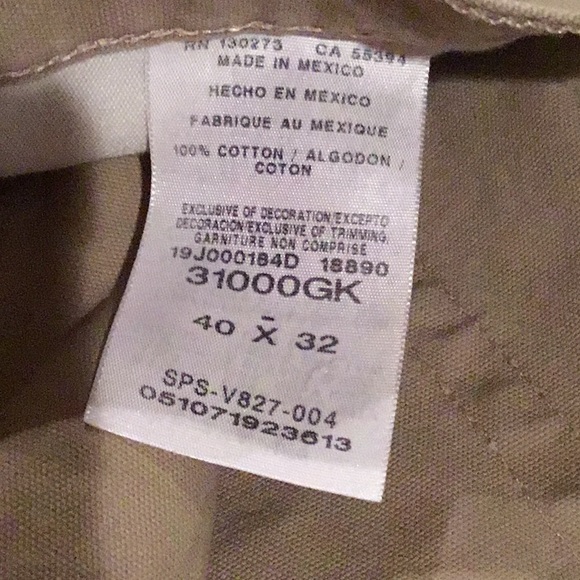 RN 130273 CA 55394
MADE IN MEXICO
HECHO EN MEXICO
FABRIQUE AU MEXIQUE
100% COTTON / ALGODON /
COTON
EXCLUSIVE OF DECORATION/EXCEPTO
DECORACION/EXCLUSIVE OF TRIMMING
GARNITURE NON COMPRISE
19J000184D 18890
31000GK
40 X 32
SPS-V827-004
051071923613